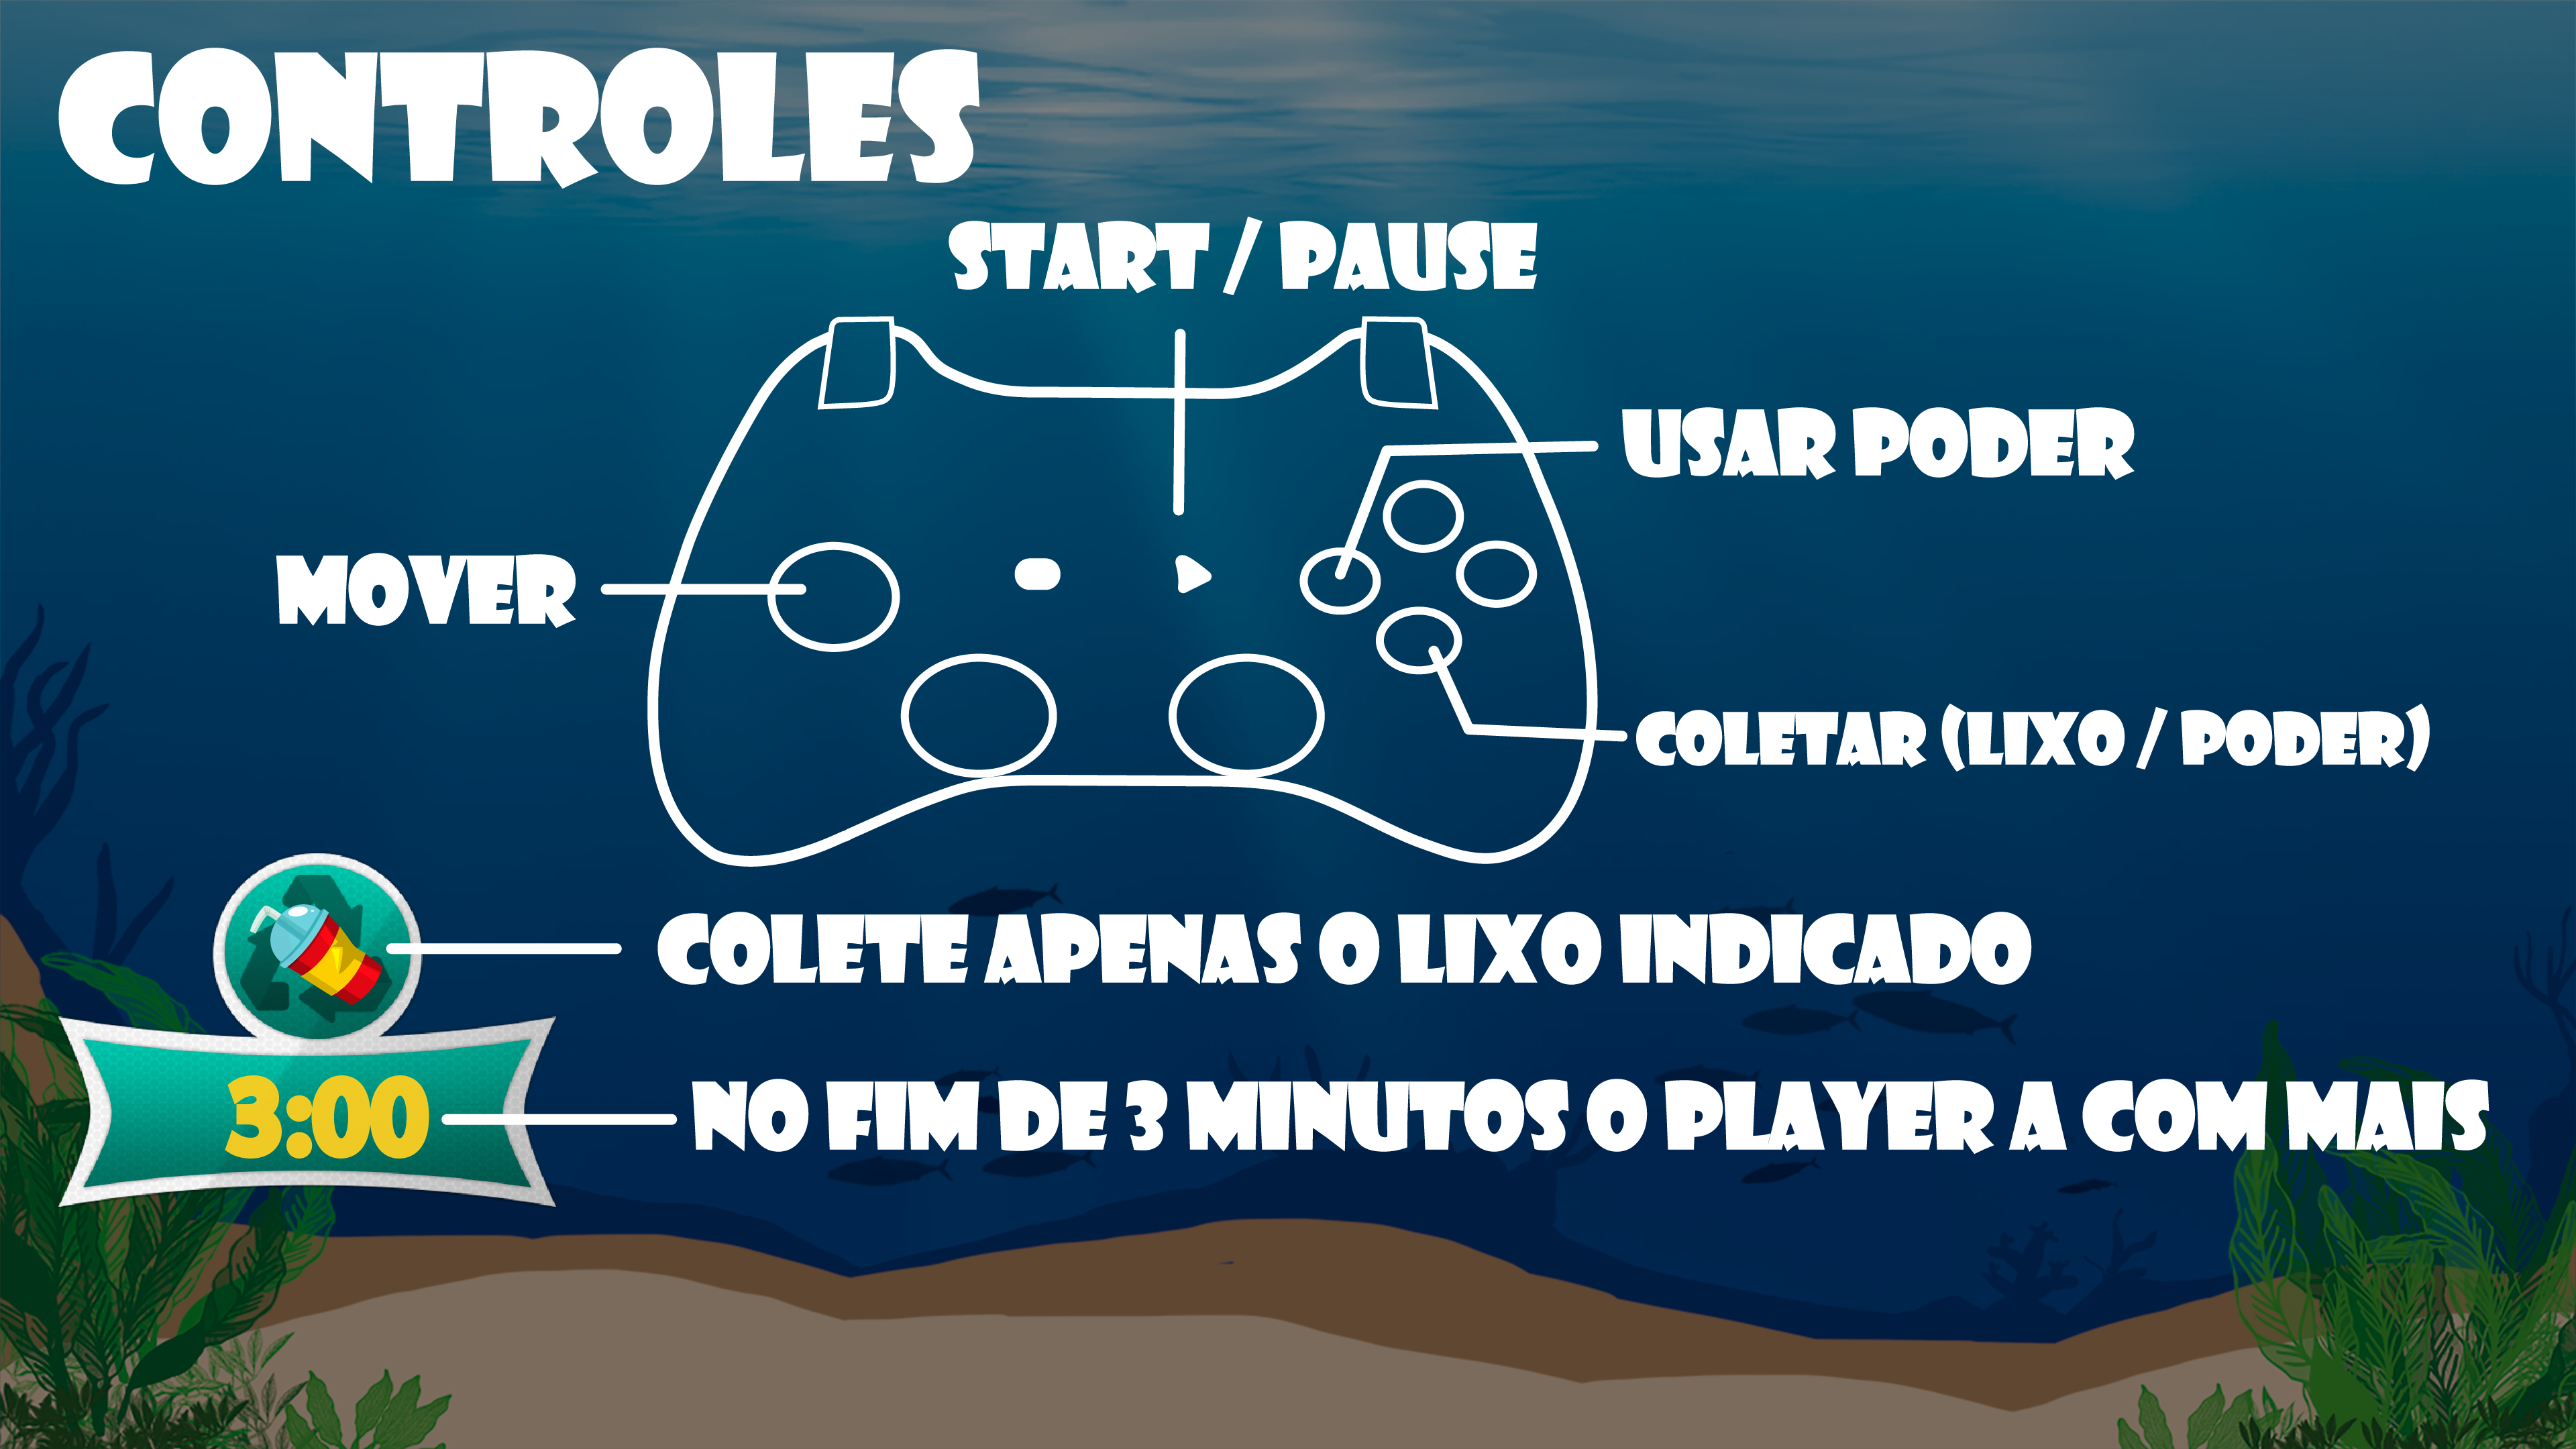 CONTROLES
START / PAUSE
USAR PODER
MOVER
COLETAR (LIXO / PODER)
COLETE APENAS O LIXO INDICADO
3:00
NO FIM DE 3 MINUTOS O PLAYER A COM MAIS